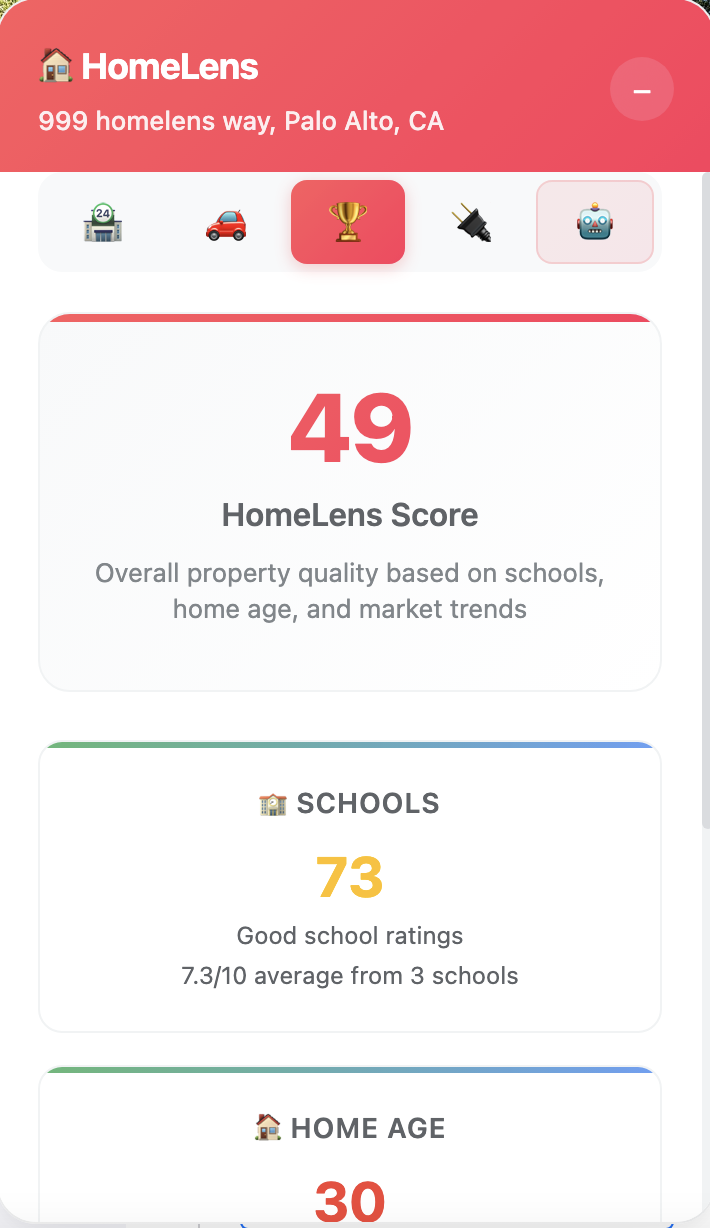 HomeLens
999 homelens way, Palo Alto, CA
24
49
HomeLens Score
Overall property quality based on schools,
home age, and market trends
SCHOOLS
73
Good school ratings
7.3/10 average from 3 schools
HOME AGE
30